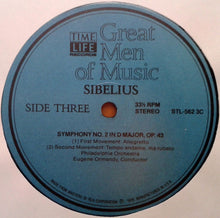 TIME
LIFE
RECORDS
Great
Men
of Music
SIBELIUS
SIDE THREE
33⅓ RPM
STEREO
STL-562 3C
SYMPHONY NO. 2 IN D MAJOR, OP. 43
(1) First Movement: Allegretto
(2) Second Movement: Tempo andante, ma rubato
Philadelphia Orchestra
Eugene Ormandy, Conductor